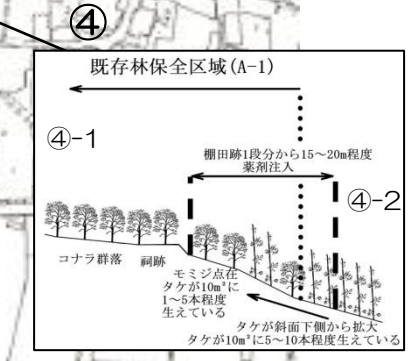 ④
既存林保全区域(A-1)
④-1
棚田跡1段分から15～20m程度
薬剤注入
④-2
コナラ群落
祠跡
モミジ点在
タケが10m²に
1～5本程度
生えている
タケが斜面下側から拡大
タケが10m²に5～10本程度生えている